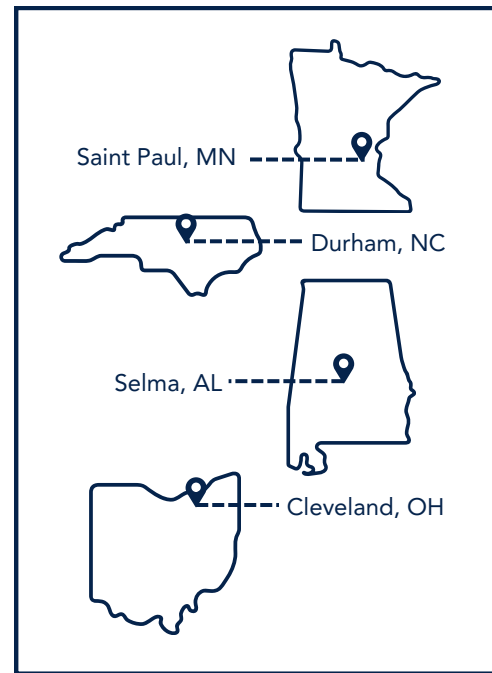 Saint Paul, MN
Durham, NC
Selma, AL
Cleveland, OH